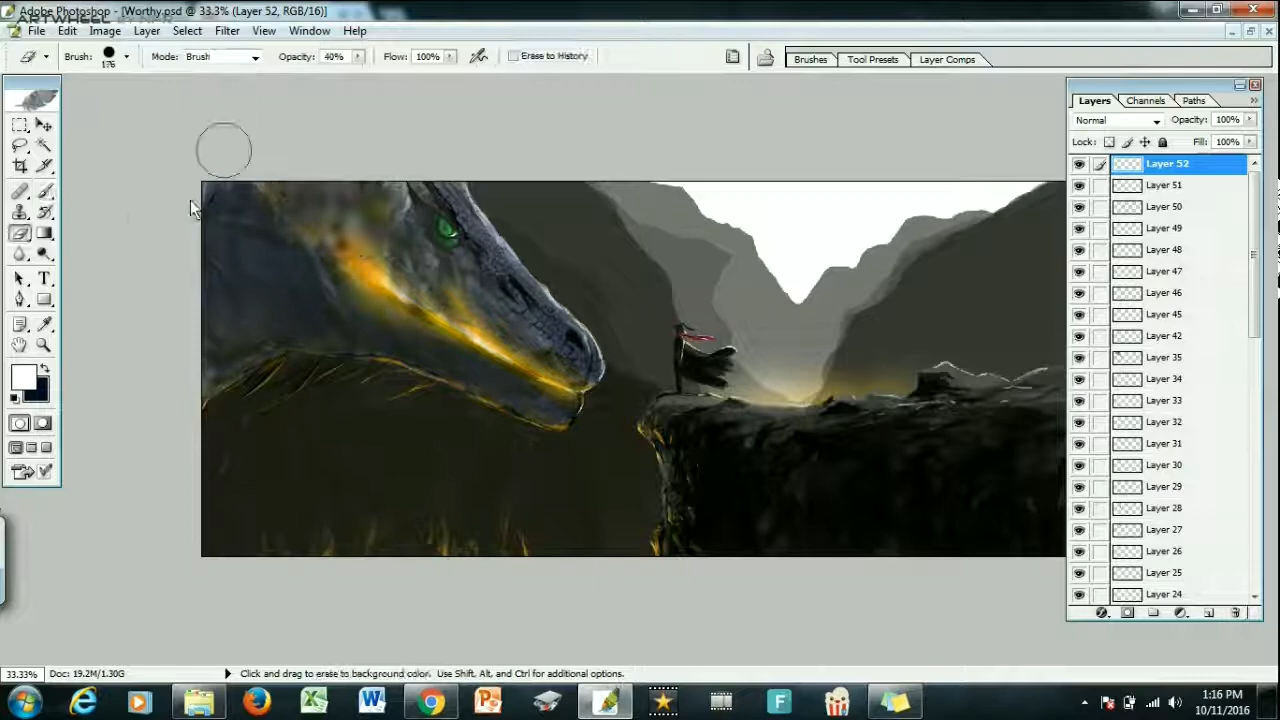 Adobe Photoshop - [Worthy.psd @ 33.3% (Layer 52, RGB/16)]
File Edit Image Layer Select Filter View Window Help
Brush: 176 Mode: Brush Opacity: 40% Flow: 100% Erase to History Brushes Tool Presets Layer Comps
Layers Channels Paths
Normal Opacity: 100%
Lock: Fill: 100%
Layer 52
Layer 51
Layer 50
Layer 49
Layer 48
Layer 47
Layer 46
Layer 45
Layer 42
Layer 35
Layer 34
Layer 33
Layer 32
Layer 31
Layer 30
Layer 29
Layer 28
Layer 27
Layer 26
Layer 25
Layer 24
33.33% Doc: 19.2M/1.30G Click and drag to erase to background color. Use Shift, Alt, and Ctrl for additional options.
1:16 PM
10/11/2016